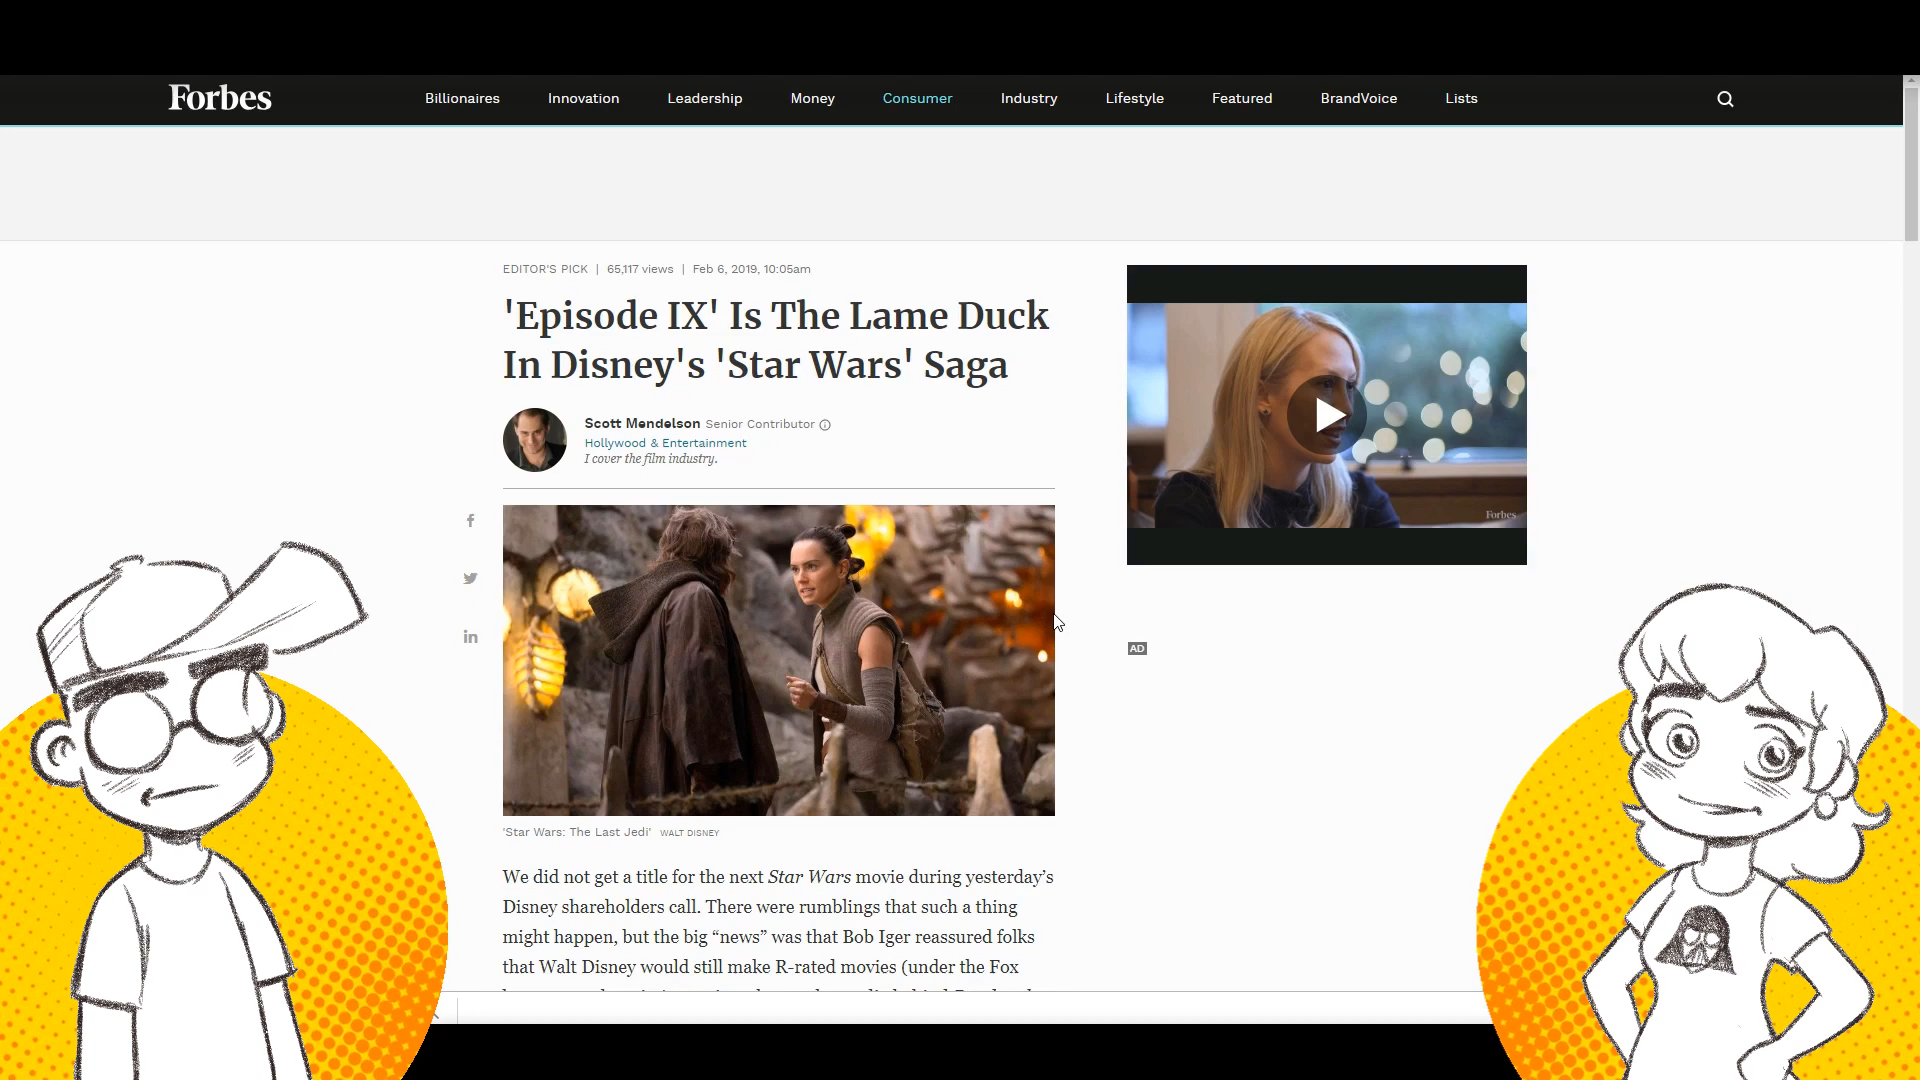 Forbes
Billionaires Innovation Leadership Money Consumer Industry Lifestyle Featured BrandVoice Lists
EDITOR'S PICK | 65,117 views | Feb 6, 2019, 10:05am
'Episode IX' Is The Lame Duck
In Disney's 'Star Wars' Saga
Scott Mendelson Senior Contributor
Hollywood & Entertainment
I cover the film industry.
Forbes
AD
'Star Wars: The Last Jedi' WALT DISNEY
We did not get a title for the next Star Wars movie during yesterday's
Disney shareholders call. There were rumblings that such a thing
might happen, but the big “news” was that Bob Iger reassured folks
that Walt Disney would still make R-rated movies (under the Fox